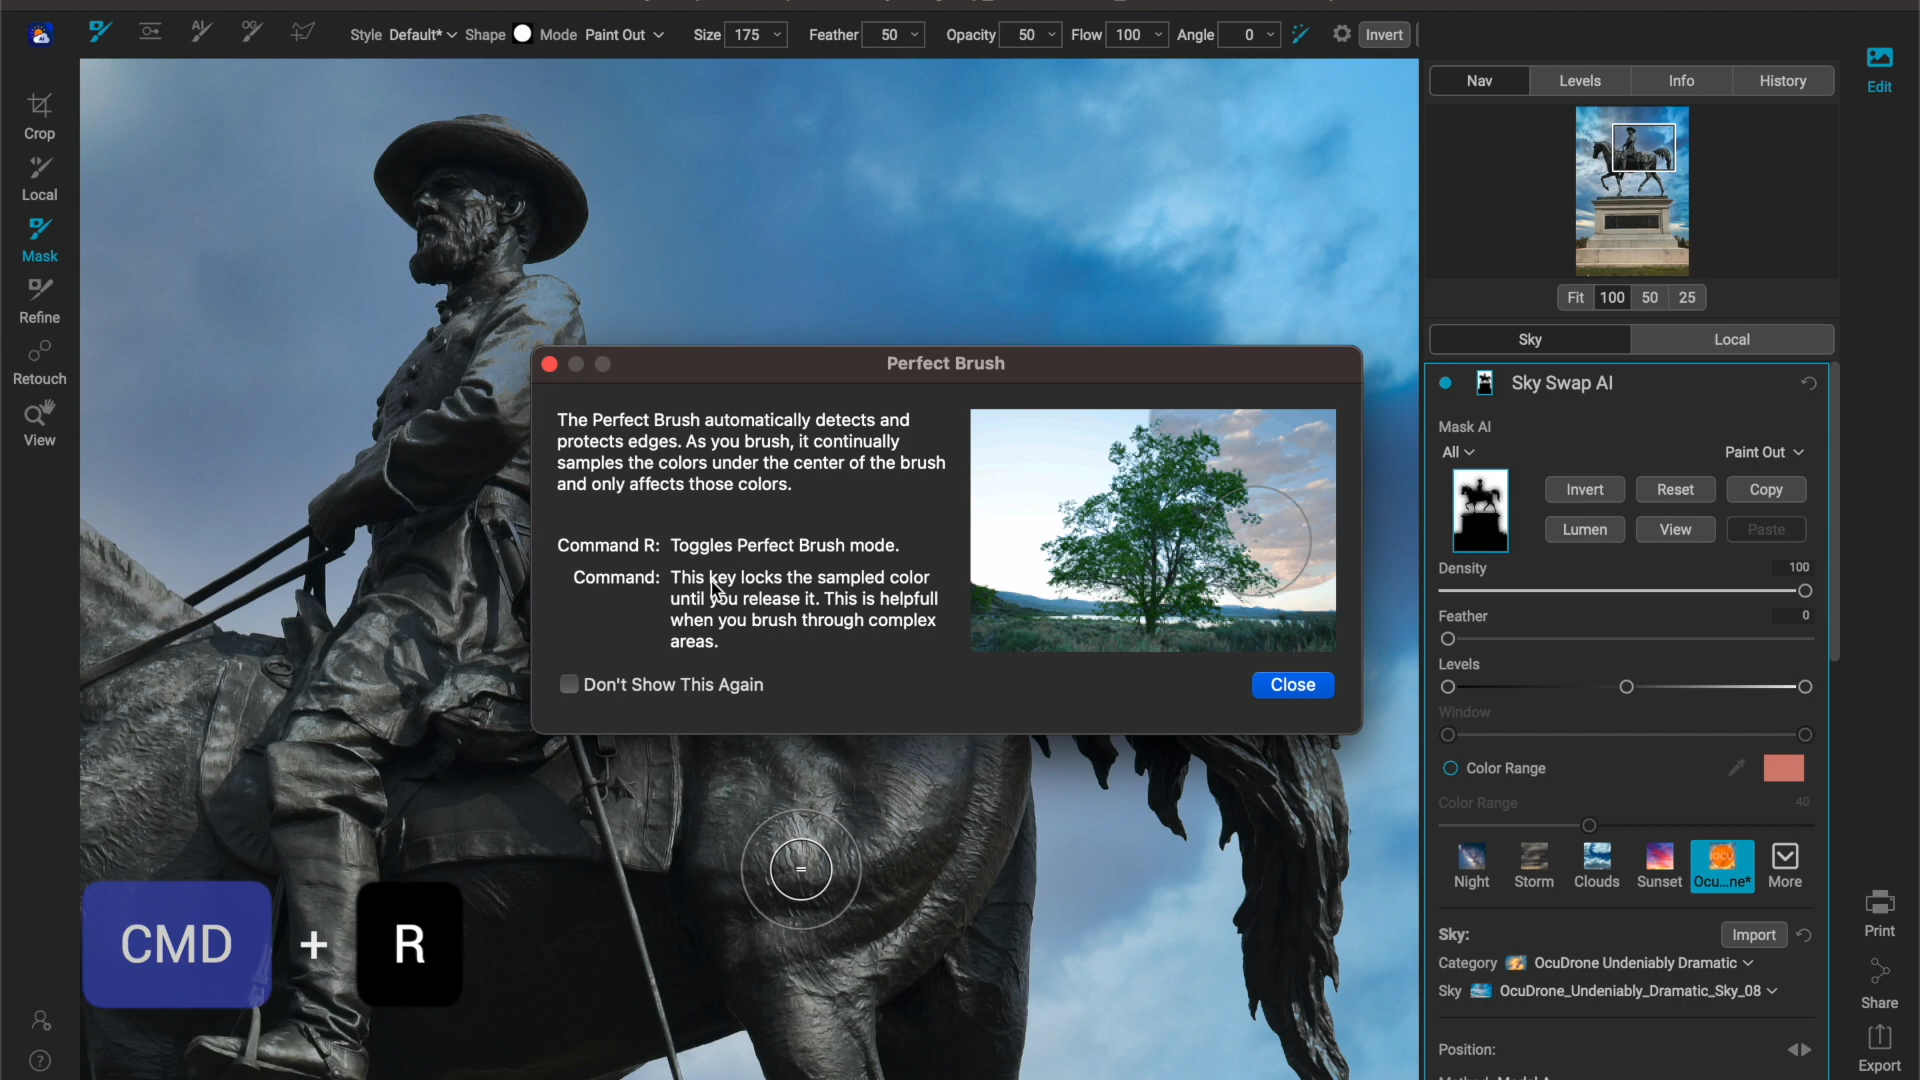 Style Default* Shape Mode Paint Out Size 175 Feather 50 Opacity 50 Flow 100 Angle 0 Invert
AI
AI
OG
Crop
Local
Mask
Refine
Retouch
View
Perfect Brush
The Perfect Brush automatically detects and
protects edges. As you brush, it continually
samples the colors under the center of the brush
and only affects those colors.
Command R: Toggles Perfect Brush mode.
Command: This key locks the sampled color
until you release it. This is helpfull
when you brush through complex
areas.
Don't Show This Again
Close
CMD + R
Nav Levels Info History
Fit 100 50 25
Sky Local
Sky Swap AI
Mask AI
All Paint Out
Invert Reset Copy
Lumen View Paste
Density 100
Feather 0
Levels
Window
Color Range
Color Range 40
OCU
Night Storm Clouds Sunset Ocu...ne* More
Sky: Import
Category OcuDrone Undeniably Dramatic
Sky OcuDrone_Undeniably_Dramatic_Sky_08
Position:
Edit
Print
Share
Export